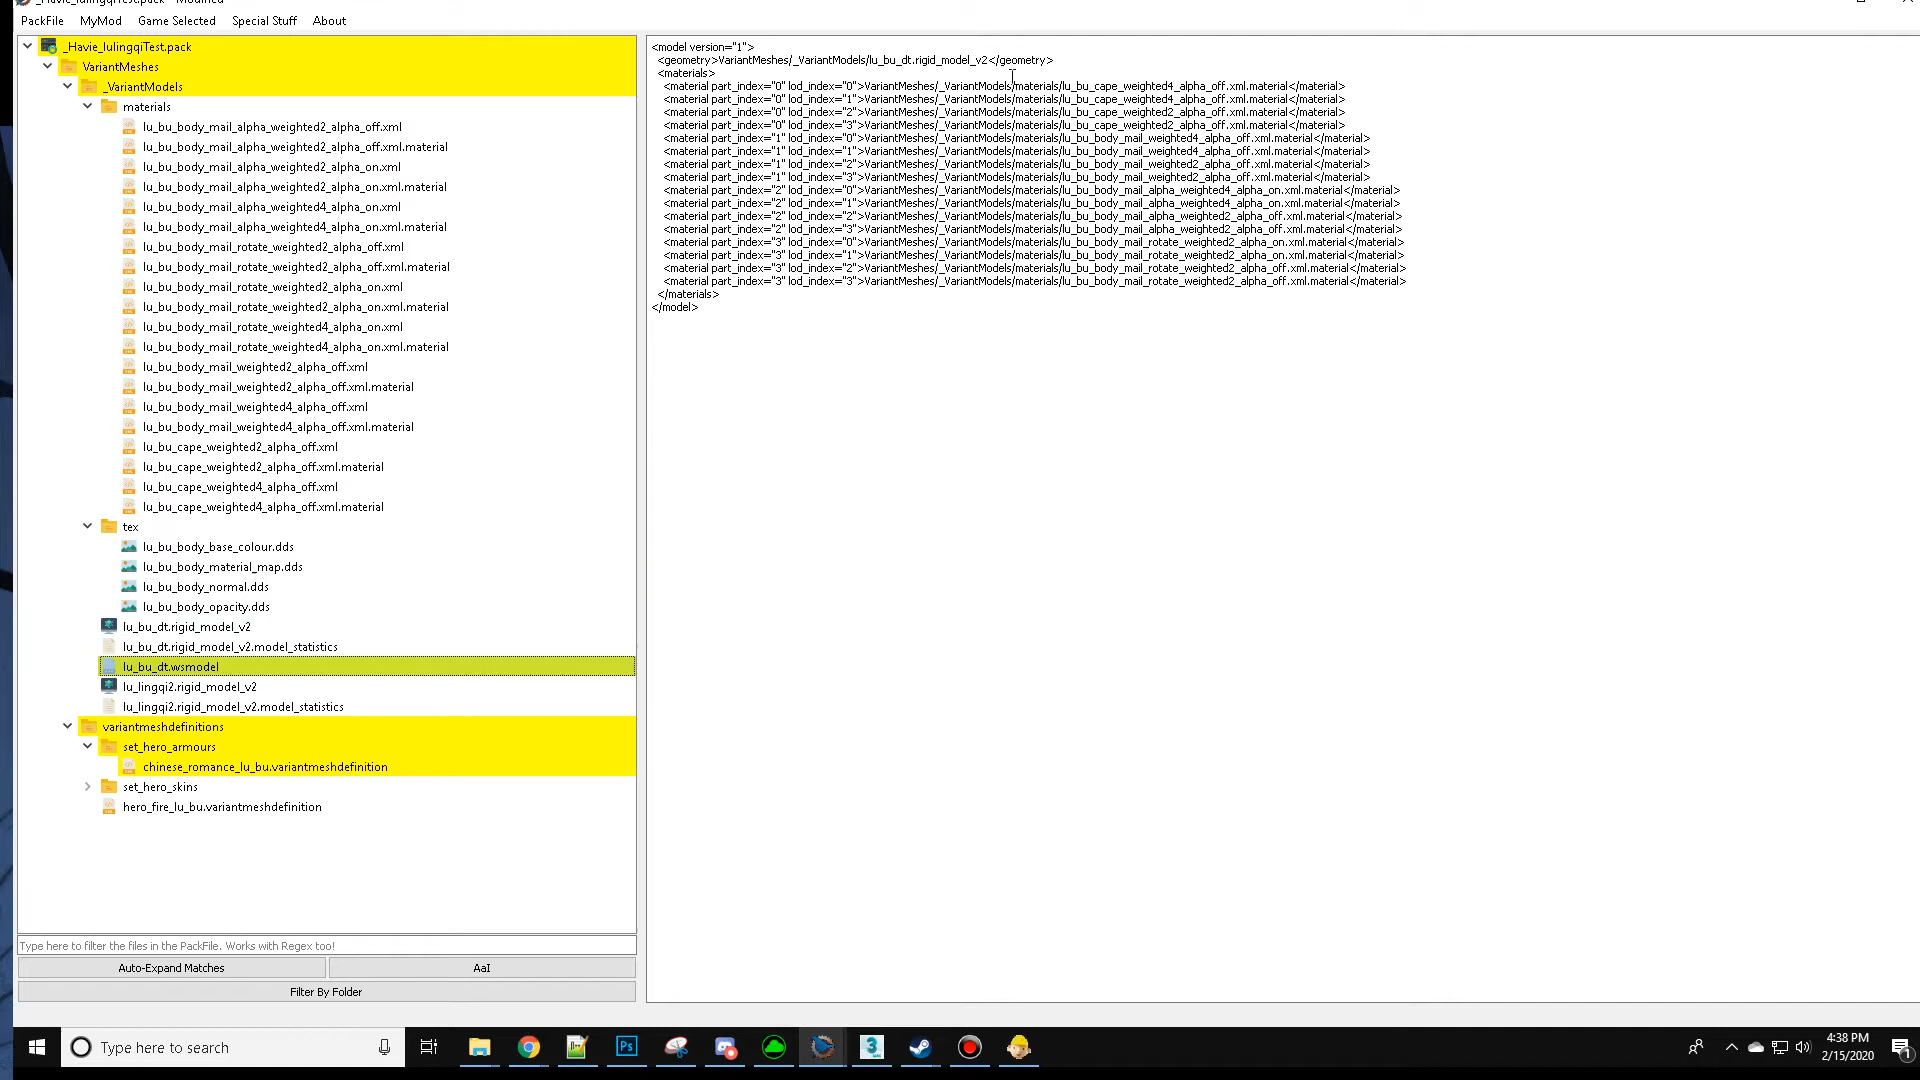 _Havie_lulingqiTest.pack - Modified
PackFile MyMod Game Selected Special Stuff About
_Havie_lulingqiTest.pack
VariantMeshes
_VariantModels
materials
lu_bu_body_mail_alpha_weighted2_alpha_off.xml
lu_bu_body_mail_alpha_weighted2_alpha_off.xml.material
lu_bu_body_mail_alpha_weighted2_alpha_on.xml
lu_bu_body_mail_alpha_weighted2_alpha_on.xml.material
lu_bu_body_mail_alpha_weighted4_alpha_on.xml
lu_bu_body_mail_alpha_weighted4_alpha_on.xml.material
lu_bu_body_mail_rotate_weighted2_alpha_off.xml
lu_bu_body_mail_rotate_weighted2_alpha_off.xml.material
lu_bu_body_mail_rotate_weighted2_alpha_on.xml
lu_bu_body_mail_rotate_weighted2_alpha_on.xml.material
lu_bu_body_mail_rotate_weighted4_alpha_on.xml
lu_bu_body_mail_rotate_weighted4_alpha_on.xml.material
lu_bu_body_mail_weighted2_alpha_off.xml
lu_bu_body_mail_weighted2_alpha_off.xml.material
lu_bu_body_mail_weighted4_alpha_off.xml
lu_bu_body_mail_weighted4_alpha_off.xml.material
lu_bu_cape_weighted2_alpha_off.xml
lu_bu_cape_weighted2_alpha_off.xml.material
lu_bu_cape_weighted4_alpha_off.xml
lu_bu_cape_weighted4_alpha_off.xml.material
tex
lu_bu_body_base_colour.dds
lu_bu_body_material_map.dds
lu_bu_body_normal.dds
lu_bu_body_opacity.dds
lu_bu_dt.rigid_model_v2
lu_bu_dt.rigid_model_v2.model_statistics
lu_bu_dt.wsmodel
lu_lingqi2.rigid_model_v2
lu_lingqi2.rigid_model_v2.model_statistics
variantmeshdefinitions
set_hero_armours
chinese_romance_lu_bu.variantmeshdefinition
set_hero_skins
hero_fire_lu_bu.variantmeshdefinition
Type here to filter the files in the PackFile. Works with Regex too!
Auto-Expand Matches AaI
Filter By Folder
<model version="1">
<geometry>VariantMeshes/_VariantModels/lu_bu_dt.rigid_model_v2</geometry>
<materials>
<material part_index="0" lod_index="0">VariantMeshes/_VariantModels/materials/lu_bu_cape_weighted4_alpha_off.xml.material</material>
<material part_index="0" lod_index="1">VariantMeshes/_VariantModels/materials/lu_bu_cape_weighted4_alpha_off.xml.material</material>
<material part_index="0" lod_index="2">VariantMeshes/_VariantModels/materials/lu_bu_cape_weighted2_alpha_off.xml.material</material>
<material part_index="0" lod_index="3">VariantMeshes/_VariantModels/materials/lu_bu_cape_weighted2_alpha_off.xml.material</material>
<material part_index="1" lod_index="0">VariantMeshes/_VariantModels/materials/lu_bu_body_mail_weighted4_alpha_off.xml.material</material>
<material part_index="1" lod_index="1">VariantMeshes/_VariantModels/materials/lu_bu_body_mail_weighted4_alpha_off.xml.material</material>
<material part_index="1" lod_index="2">VariantMeshes/_VariantModels/materials/lu_bu_body_mail_weighted2_alpha_off.xml.material</material>
<material part_index="1" lod_index="3">VariantMeshes/_VariantModels/materials/lu_bu_body_mail_weighted2_alpha_off.xml.material</material>
<material part_index="2" lod_index="0">VariantMeshes/_VariantModels/materials/lu_bu_body_mail_alpha_weighted4_alpha_on.xml.material</material>
<material part_index="2" lod_index="1">VariantMeshes/_VariantModels/materials/lu_bu_body_mail_alpha_weighted4_alpha_on.xml.material</material>
<material part_index="2" lod_index="2">VariantMeshes/_VariantModels/materials/lu_bu_body_mail_alpha_weighted2_alpha_off.xml.material</material>
<material part_index="2" lod_index="3">VariantMeshes/_VariantModels/materials/lu_bu_body_mail_alpha_weighted2_alpha_off.xml.material</material>
<material part_index="3" lod_index="0">VariantMeshes/_VariantModels/materials/lu_bu_body_mail_rotate_weighted2_alpha_on.xml.material</material>
<material part_index="3" lod_index="1">VariantMeshes/_VariantModels/materials/lu_bu_body_mail_rotate_weighted2_alpha_on.xml.material</material>
<material part_index="3" lod_index="2">VariantMeshes/_VariantModels/materials/lu_bu_body_mail_rotate_weighted2_alpha_off.xml.material</material>
<material part_index="3" lod_index="3">VariantMeshes/_VariantModels/materials/lu_bu_body_mail_rotate_weighted2_alpha_off.xml.material</material>
</materials>
</model>
Type here to search
Ps
3
4:38 PM
2/15/2020
1